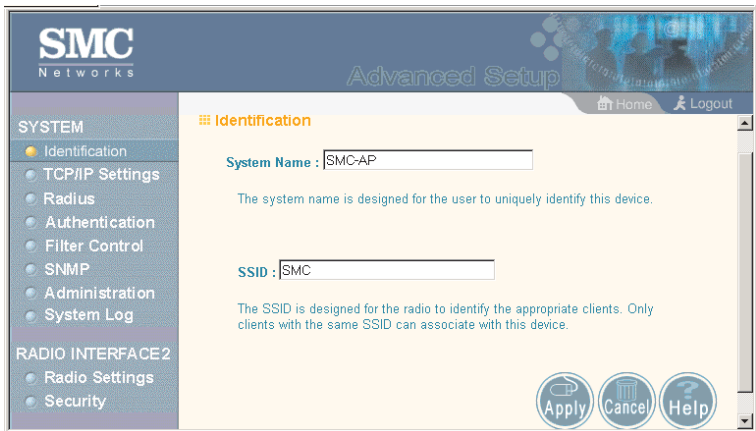 SMC
Networks
Advanced Setup
Home Logout
SYSTEM
Identification
TCP/IP Settings
Radius
Authentication
Filter Control
SNMP
Administration
System Log
RADIO INTERFACE2
Radio Settings
Security
Identification
System Name : SMC-AP
The system name is designed for the user to uniquely identify this device.
SSID : SMC
The SSID is designed for the radio to identify the appropriate clients. Only
clients with the same SSID can associate with this device.
Apply Cancel Help